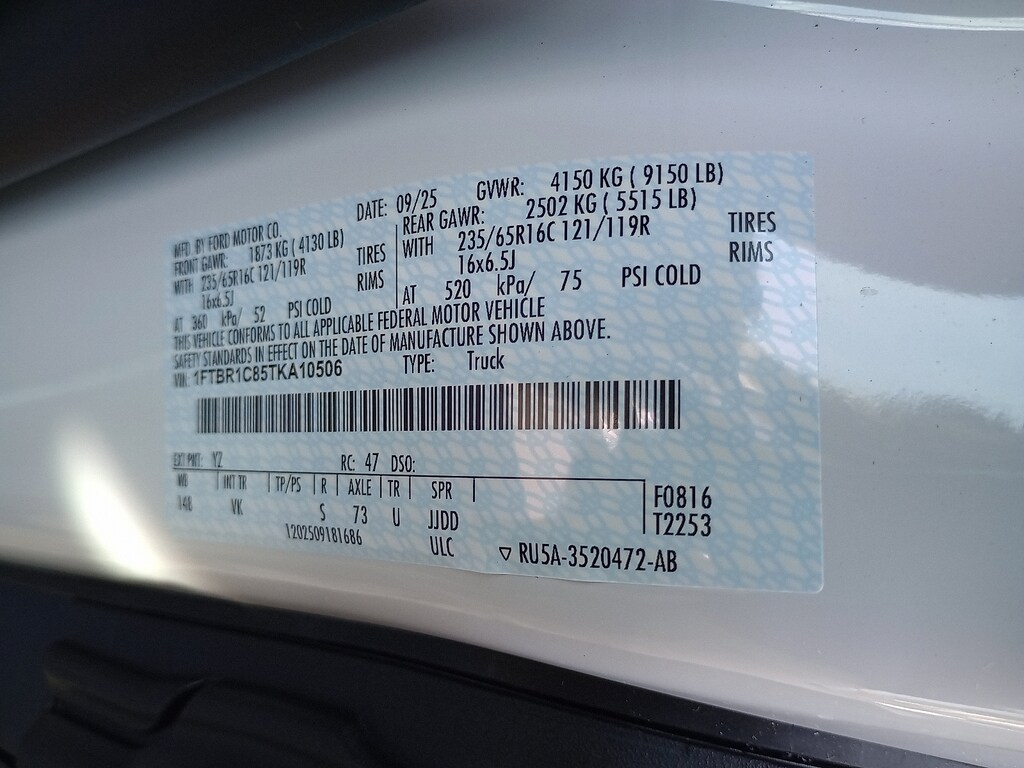 MFD. BY FORD MOTOR CO. DATE: 09/25 GVWR: 4150 KG ( 9150 LB)
FRONT GAWR: 1873 KG ( 4130 LB) REAR GAWR: 2502 KG ( 5515 LB)
WITH 235/65R16C 121/119R TIRES WITH 235/65R16C 121/119R TIRES
16x6.5J RIMS 16x6.5J RIMS
AT 360 kPa/ 52 PSI COLD AT 520 kPa/ 75 PSI COLD
THIS VEHICLE CONFORMS TO ALL APPLICABLE FEDERAL MOTOR VEHICLE
SAFETY STANDARDS IN EFFECT ON THE DATE OF MANUFACTURE SHOWN ABOVE.
VIN: 1FTBR1C85TKA10506 TYPE: Truck
EXT PNT: YZ RC: 47 DSO:
WB INT TR TP/PS R AXLE TR SPR F0816
148 VK S 73 U JJDD T2253
1202509181686 ULC ▽ RU5A-3520472-AB